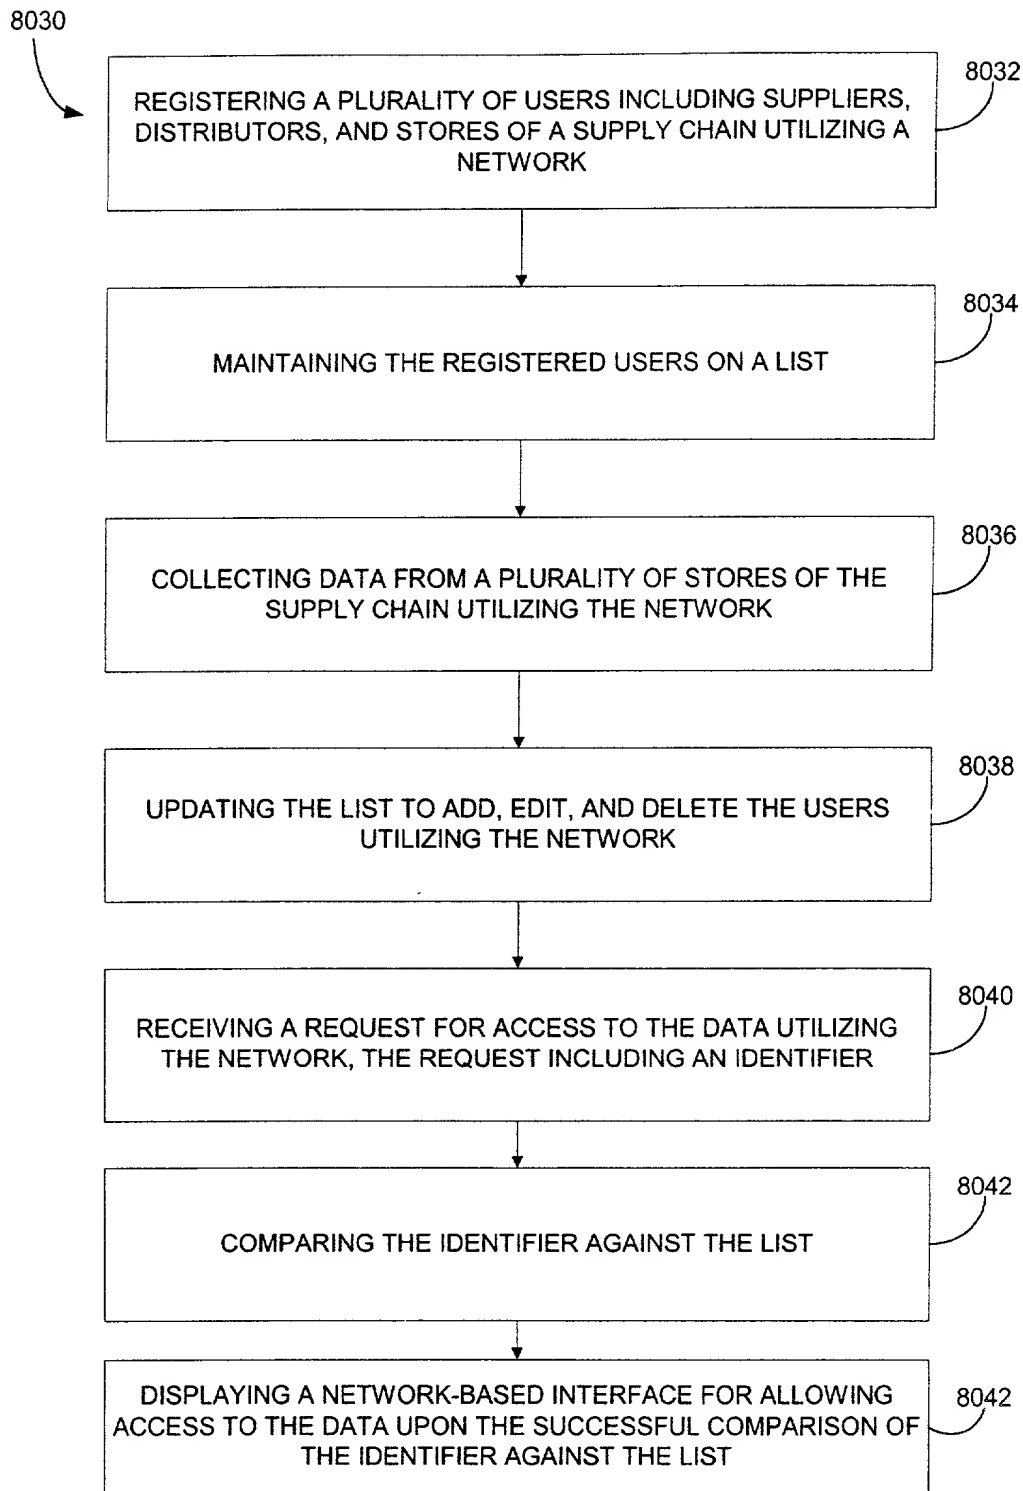 8030
8032
REGISTERING A PLURALITY OF USERS INCLUDING SUPPLIERS,
DISTRIBUTORS, AND STORES OF A SUPPLY CHAIN UTILIZING A
NETWORK
8034
MAINTAINING THE REGISTERED USERS ON A LIST
8036
COLLECTING DATA FROM A PLURALITY OF STORES OF THE
SUPPLY CHAIN UTILIZING THE NETWORK
8038
UPDATING THE LIST TO ADD, EDIT, AND DELETE THE USERS
UTILIZING THE NETWORK
8040
RECEIVING A REQUEST FOR ACCESS TO THE DATA UTILIZING
THE NETWORK, THE REQUEST INCLUDING AN IDENTIFIER
8042
COMPARING THE IDENTIFIER AGAINST THE LIST
8042
DISPLAYING A NETWORK-BASED INTERFACE FOR ALLOWING
ACCESS TO THE DATA UPON THE SUCCESSFUL COMPARISON OF
THE IDENTIFIER AGAINST THE LIST